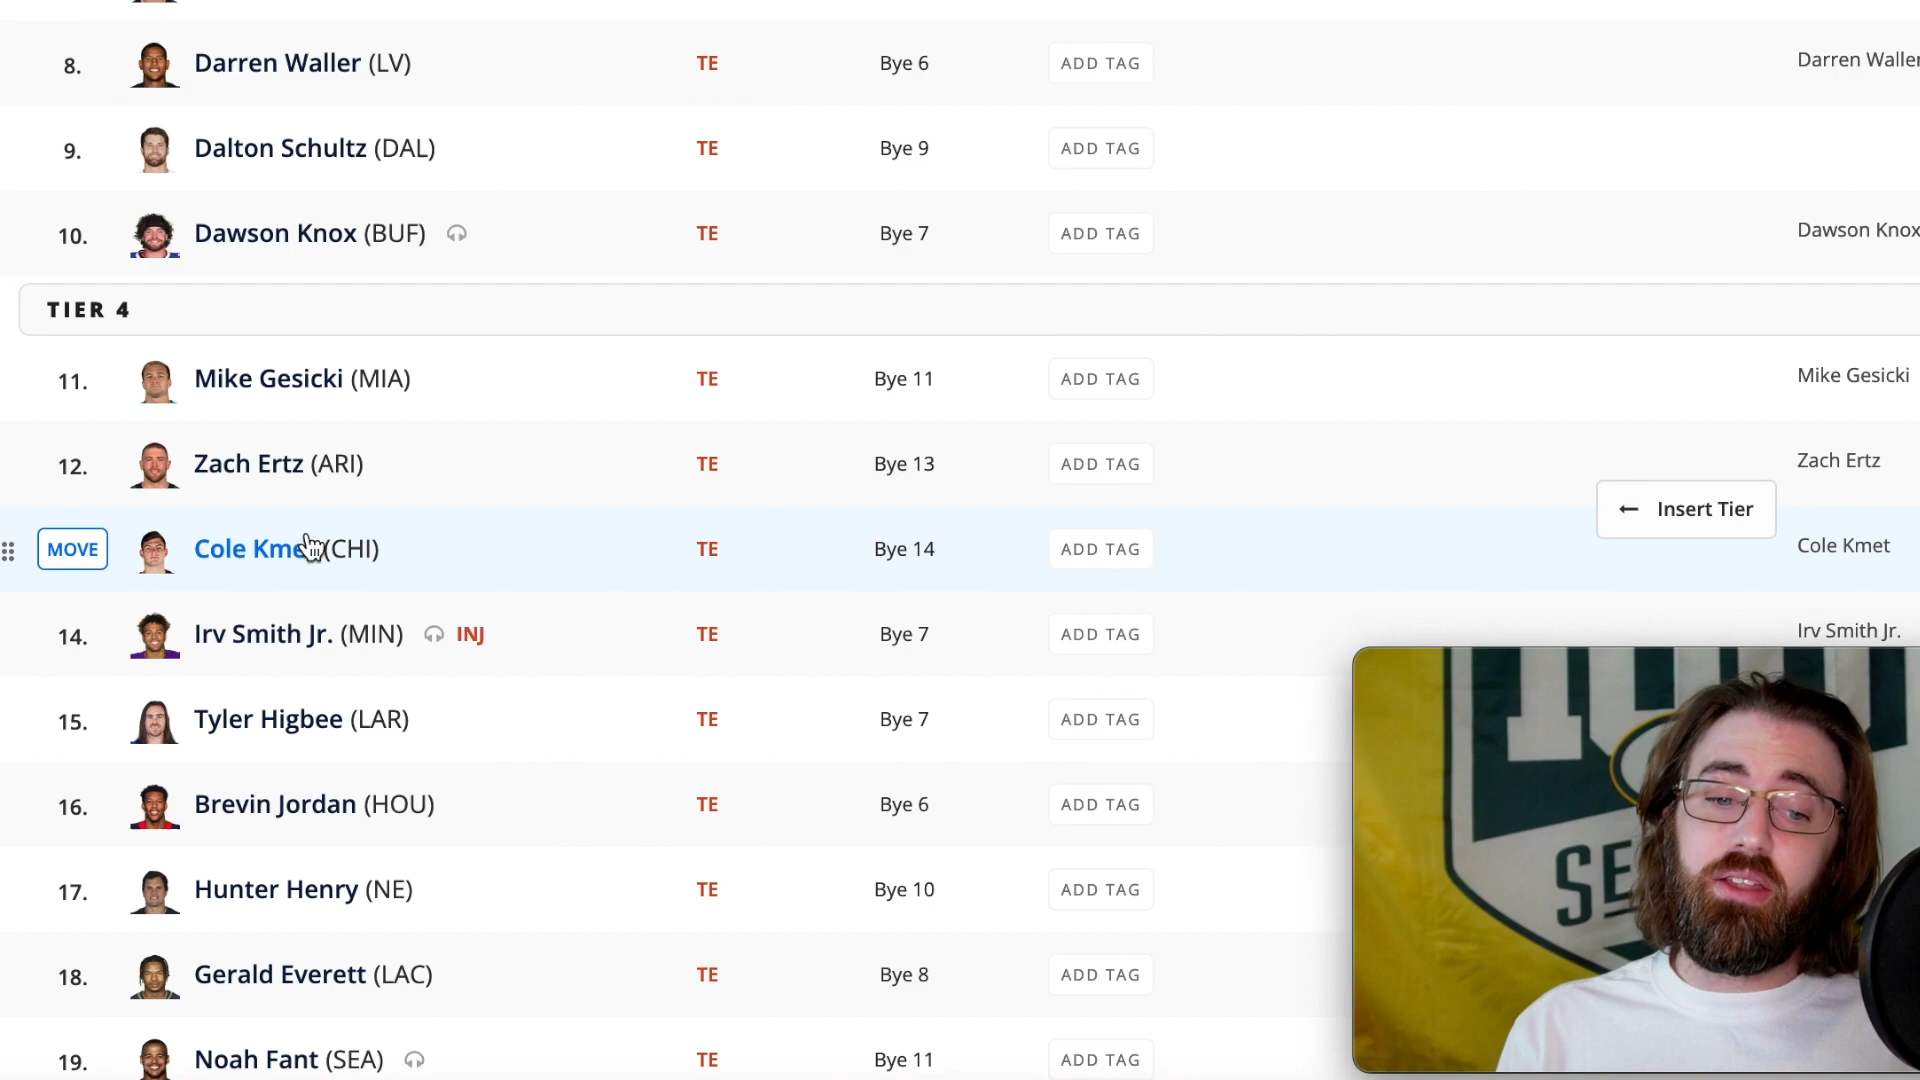 8. Darren Waller (LV) TE Bye 6 ADD TAG Darren Waller
9. Dalton Schultz (DAL) TE Bye 9 ADD TAG
10. Dawson Knox (BUF) TE Bye 7 ADD TAG Dawson Knox
TIER 4
11. Mike Gesicki (MIA) TE Bye 11 ADD TAG Mike Gesicki
12. Zach Ertz (ARI) TE Bye 13 ADD TAG Zach Ertz
← Insert Tier
MOVE Cole Kmet (CHI) TE Bye 14 ADD TAG Cole Kmet
14. Irv Smith Jr. (MIN) INJ TE Bye 7 ADD TAG Irv Smith Jr.
15. Tyler Higbee (LAR) TE Bye 7 ADD TAG
16. Brevin Jordan (HOU) TE Bye 6 ADD TAG
17. Hunter Henry (NE) TE Bye 10 ADD TAG
18. Gerald Everett (LAC) TE Bye 8 ADD TAG
19. Noah Fant (SEA) TE Bye 11 ADD TAG